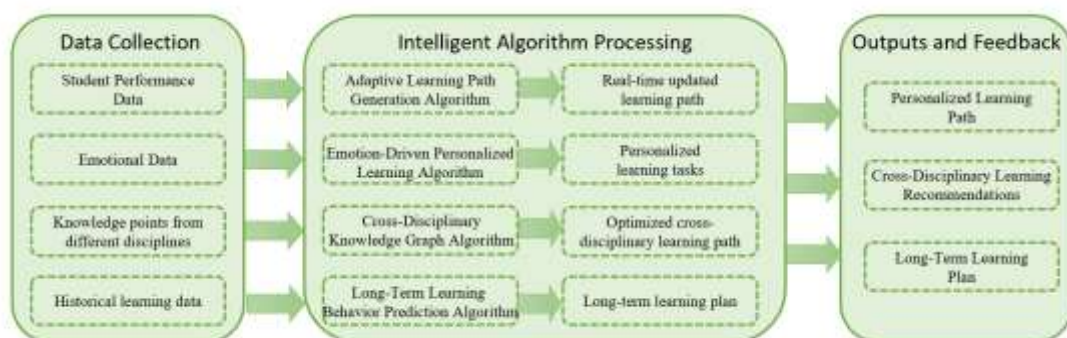 Data Collection
Student Performance
Data
Emotional Data
Knowledge points from
different disciplines
Historical learning data
Intelligent Algorithm Processing
Adaptive Learning Path
Generation Algorithm
Real-time updated
learning path
Emotion-Driven Personalized
Learning Algorithm
Personalized
learning tasks
Cross-Disciplinary
Knowledge Graph Algorithm
Optimized cross-
disciplinary learning path
Long-Term Learning
Behavior Prediction Algorithm
Long-term learning plan
Outputs and Feedback
Personalized Learning
Path
Cross-Disciplinary Learning
Recommendations
Long-Term Learning
Plan